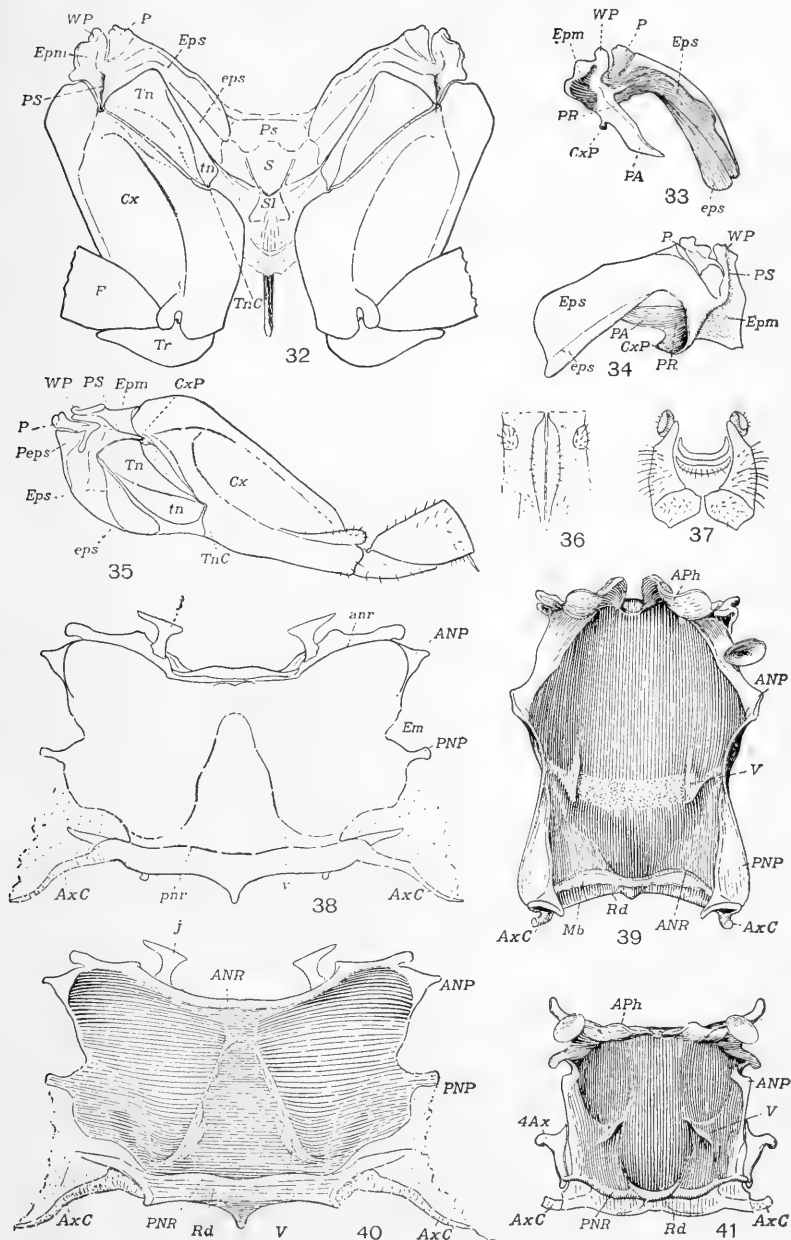 WP
P
Epm
Eps
eps
PS
Tn
Ps
S
tn
Sl
Cx
F
TnC
Tr
32
WP
P
Epm
Eps
PR
CxP
PA
33
eps
P
WP
PS
Eps
Epm
PA
CxP
eps
PR
34
WP
PS
Epm
CxP
P
Peps
Tn
Cx
Eps
tn
eps
TnC
35
36
37
j
anr
ANP
Em
PNP
AxC
pnr
v
AxC
38
APh
ANP
V
PNP
Rd
Mb
ANR
AxC
39
AxC
j
ANR
ANP
PNP
AxC
PNR
Rd
V
40
AxC
APh
ANP
4Ax
V
AxC
PNR
Rd
41
AxC